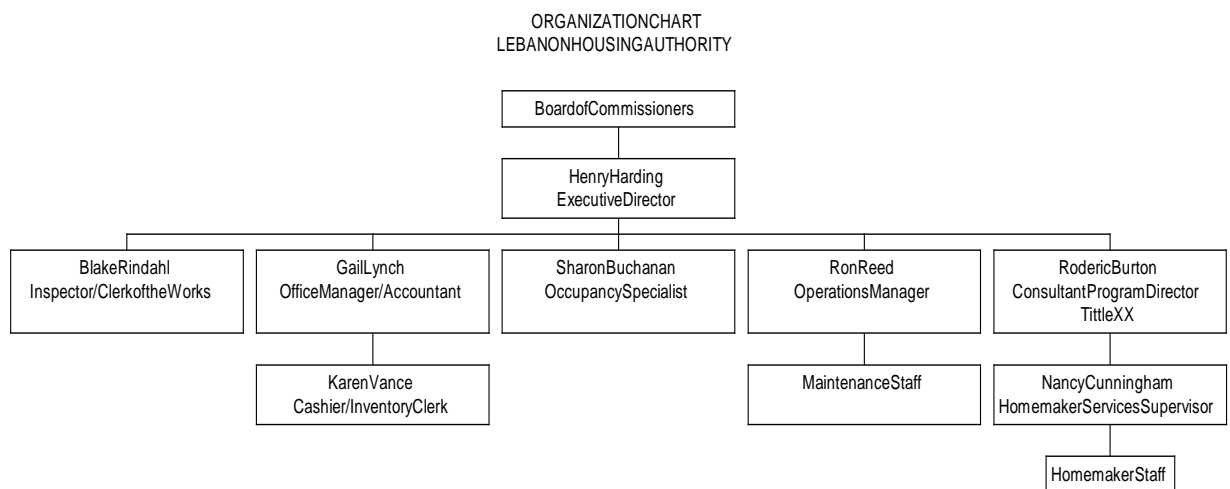 ORGANIZATIONCHART
LEBANONHOUSINGAUTHORITY
BoardofCommissioners
HenryHarding
ExecutiveDirector
BlakeRindahl
Inspector/ClerkoftheWorks
GailLynch
OfficeManager/Accountant
SharonBuchanan
OccupancySpecialist
RonReed
OperationsManager
RodericBurton
ConsultantProgramDirector
TittleXX
KarenVance
Cashier/InventoryClerk
MaintenanceStaff
NancyCunningham
HomemakerServicesSupervisor
HomemakerStaff